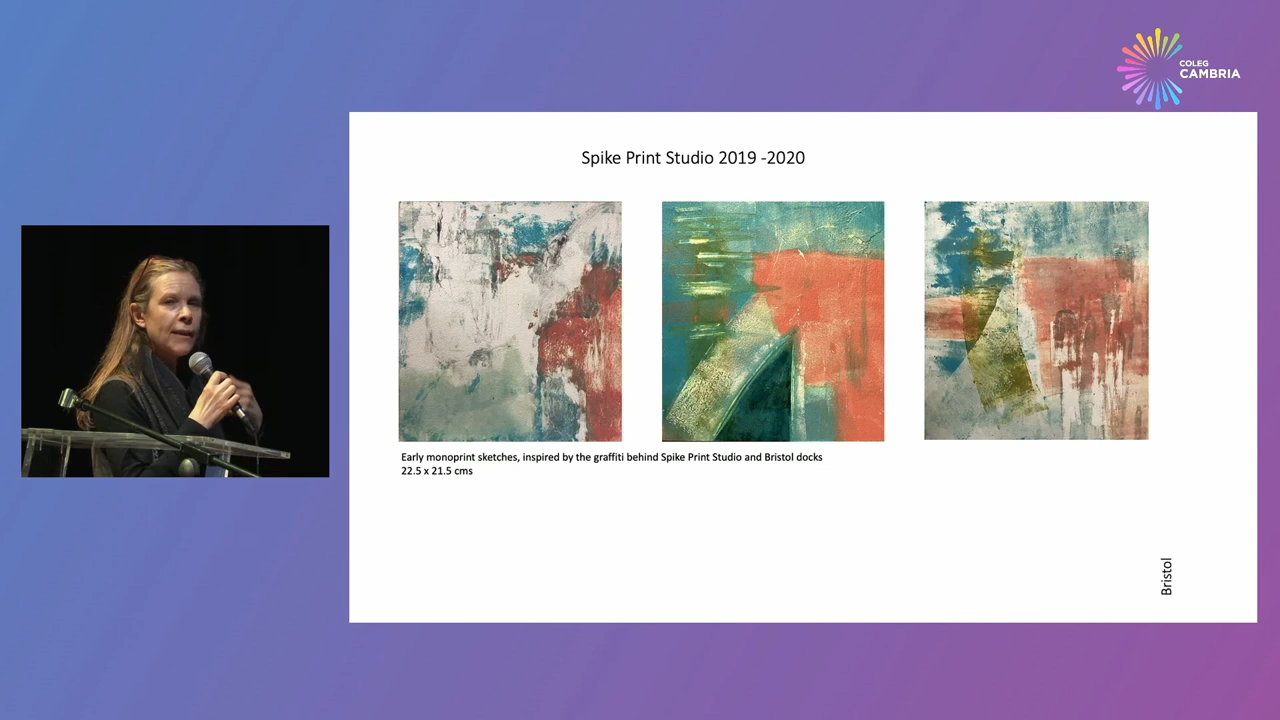 COLEG
CAMBRIA
Spike Print Studio 2019 -2020
Early monoprint sketches, inspired by the graffiti behind Spike Print Studio and Bristol docks
22.5 x 21.5 cms
Bristol